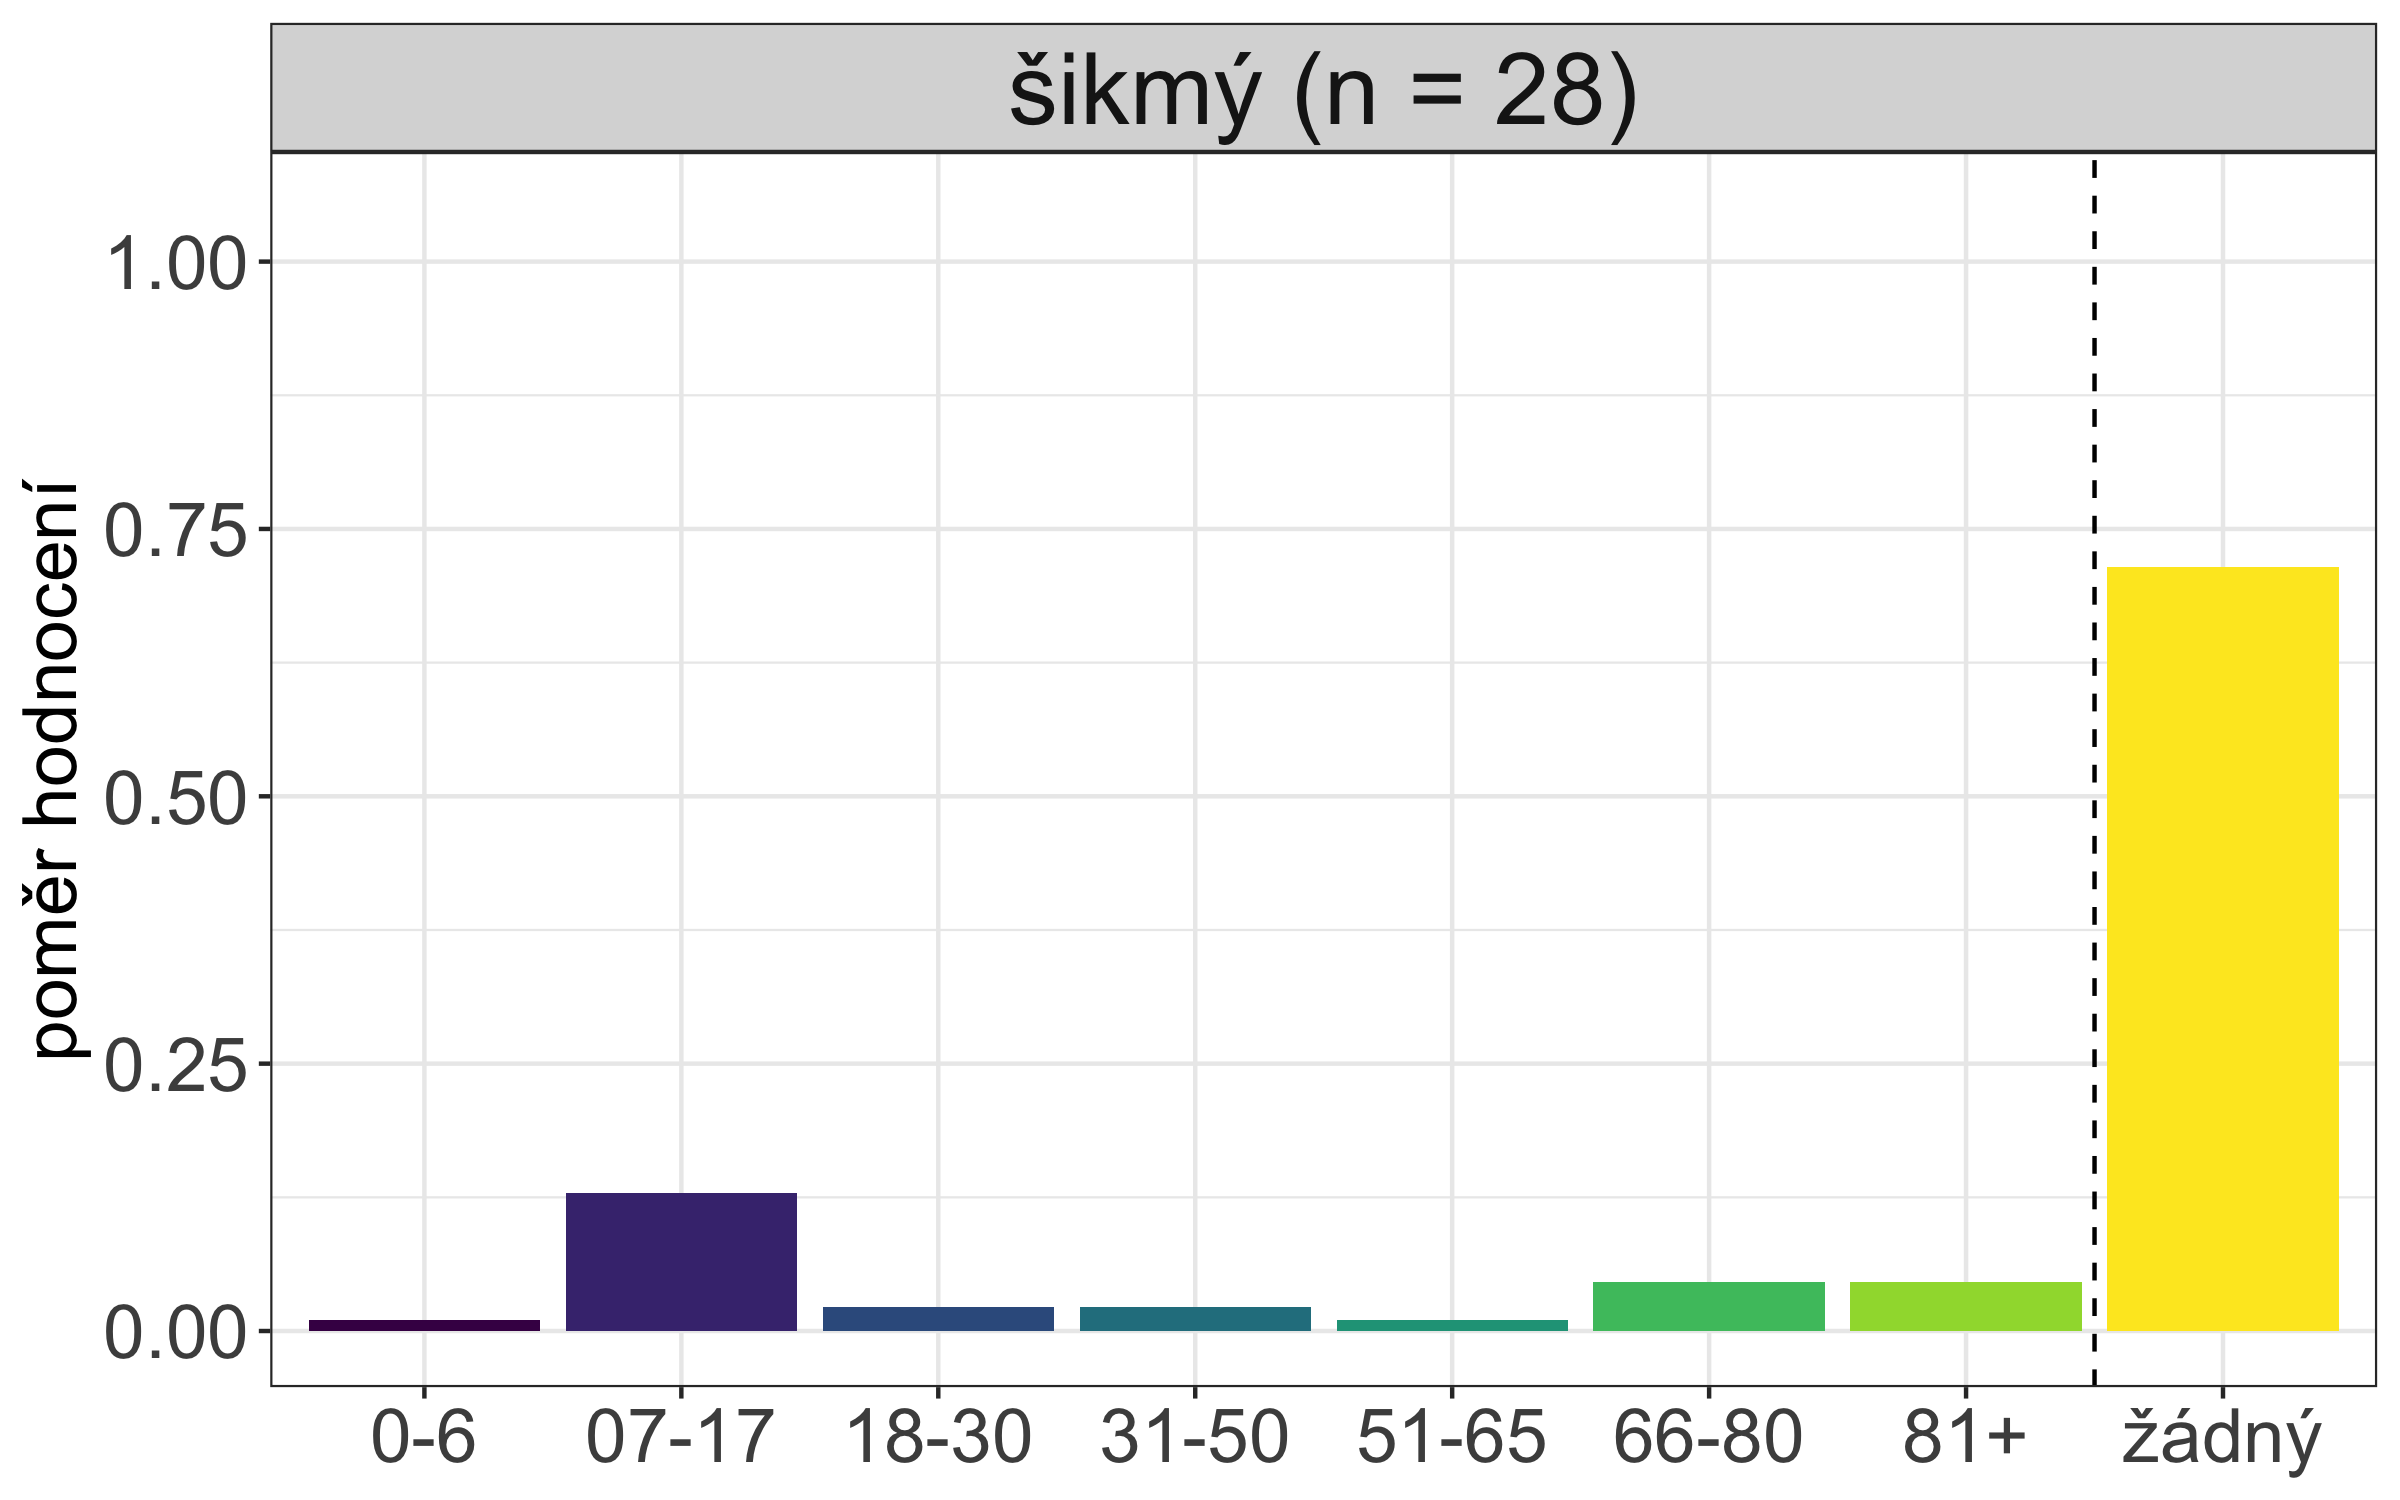 šikmý (n = 28)
poměr hodnocení
1.00
0.75
0.50
0.25
0.00
0-6 07-17 18-30 31-50 51-65 66-80 81+ žádný